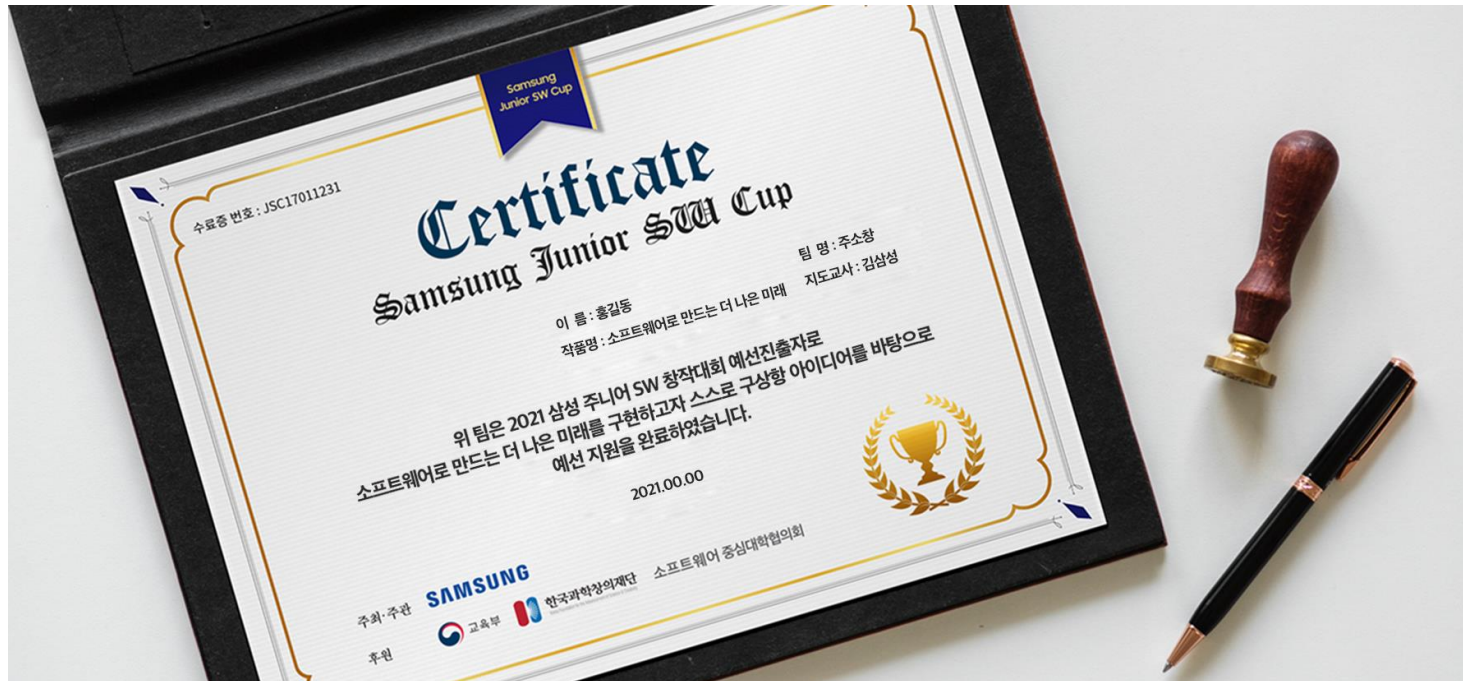 Samsung
Junior SW Cup
수료증 번호 : JSC17011231
Certificate
Samsung Junior SW Cup
이 름 : 홍길동
팀 명 : 주소창
작품명 : 소프트웨어로 만드는 더 나은 미래
지도교사 : 김삼성
위 팀은 2021 삼성 주니어 SW 창작대회 예선진출자로
소프트웨어로 만드는 더 나은 미래를 구현하고자 스스로 구상항 아이디어를 바탕으로
예선 지원을 완료하였습니다.
2021.00.00
주최·주관 SAMSUNG
후원 교육부 한국과학창의재단 소프트웨어 중심대학협의회